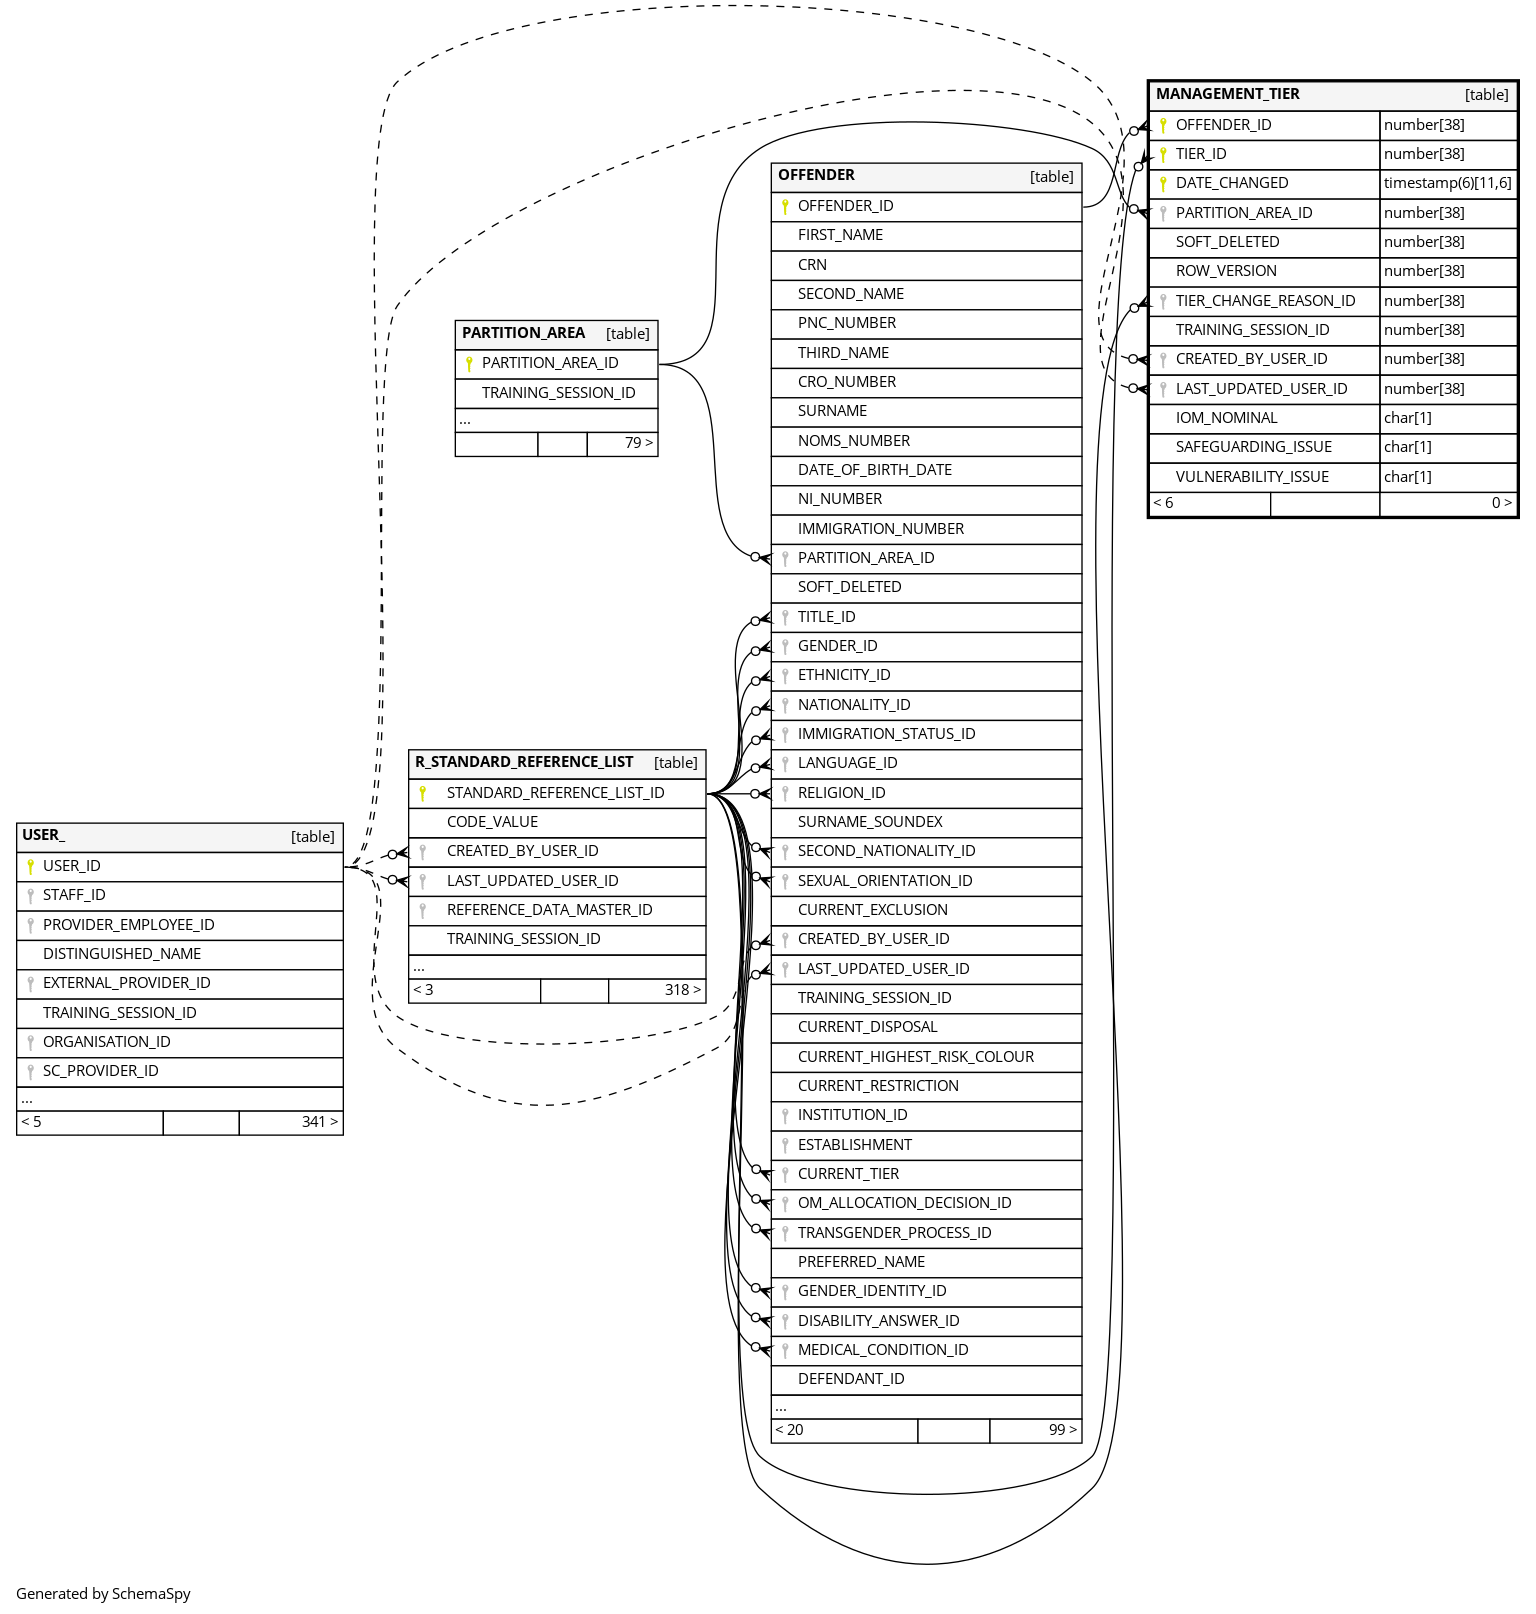 MANAGEMENT_TIER [table]
OFFENDER_ID number[38]
TIER_ID number[38]
DATE_CHANGED timestamp(6)[11,6]
PARTITION_AREA_ID number[38]
SOFT_DELETED number[38]
ROW_VERSION number[38]
TIER_CHANGE_REASON_ID number[38]
TRAINING_SESSION_ID number[38]
CREATED_BY_USER_ID number[38]
LAST_UPDATED_USER_ID number[38]
IOM_NOMINAL char[1]
SAFEGUARDING_ISSUE char[1]
VULNERABILITY_ISSUE char[1]
< 6 0 >
OFFENDER [table]
OFFENDER_ID
FIRST_NAME
CRN
SECOND_NAME
PNC_NUMBER
THIRD_NAME
CRO_NUMBER
SURNAME
NOMS_NUMBER
DATE_OF_BIRTH_DATE
NI_NUMBER
IMMIGRATION_NUMBER
PARTITION_AREA_ID
SOFT_DELETED
TITLE_ID
GENDER_ID
ETHNICITY_ID
NATIONALITY_ID
IMMIGRATION_STATUS_ID
LANGUAGE_ID
RELIGION_ID
SURNAME_SOUNDEX
SECOND_NATIONALITY_ID
SEXUAL_ORIENTATION_ID
CURRENT_EXCLUSION
CREATED_BY_USER_ID
LAST_UPDATED_USER_ID
TRAINING_SESSION_ID
CURRENT_DISPOSAL
CURRENT_HIGHEST_RISK_COLOUR
CURRENT_RESTRICTION
INSTITUTION_ID
ESTABLISHMENT
CURRENT_TIER
OM_ALLOCATION_DECISION_ID
TRANSGENDER_PROCESS_ID
PREFERRED_NAME
GENDER_IDENTITY_ID
DISABILITY_ANSWER_ID
MEDICAL_CONDITION_ID
DEFENDANT_ID
...
< 20 99 >
PARTITION_AREA [table]
PARTITION_AREA_ID
TRAINING_SESSION_ID
...
79 >
R_STANDARD_REFERENCE_LIST [table]
STANDARD_REFERENCE_LIST_ID
CODE_VALUE
CREATED_BY_USER_ID
LAST_UPDATED_USER_ID
REFERENCE_DATA_MASTER_ID
TRAINING_SESSION_ID
...
< 3 318 >
USER_ [table]
USER_ID
STAFF_ID
PROVIDER_EMPLOYEE_ID
DISTINGUISHED_NAME
EXTERNAL_PROVIDER_ID
TRAINING_SESSION_ID
ORGANISATION_ID
SC_PROVIDER_ID
...
< 5 341 >
Generated by SchemaSpy